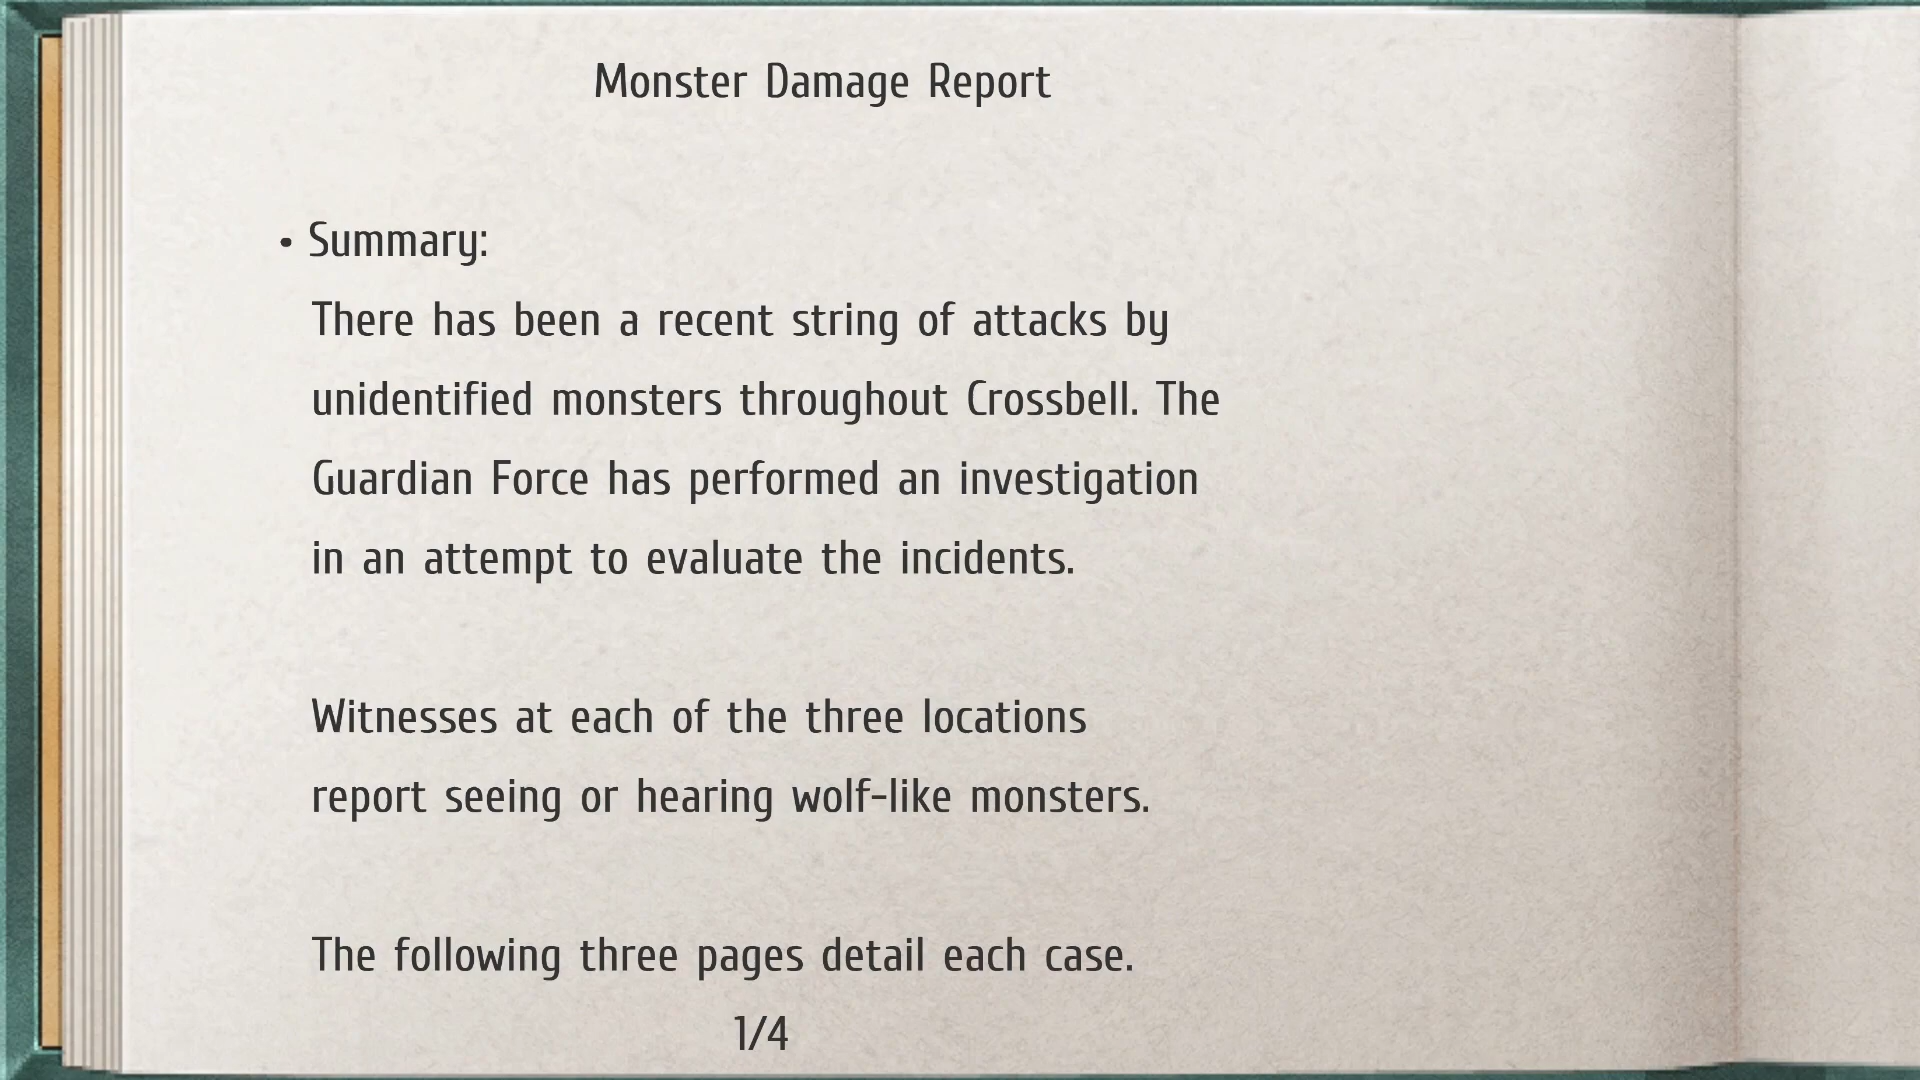 Monster Damage Report
• Summary:
There has been a recent string of attacks by
unidentified monsters throughout Crossbell. The
Guardian Force has performed an investigation
in an attempt to evaluate the incidents.
Witnesses at each of the three locations
report seeing or hearing wolf-like monsters.
The following three pages detail each case.
1/4